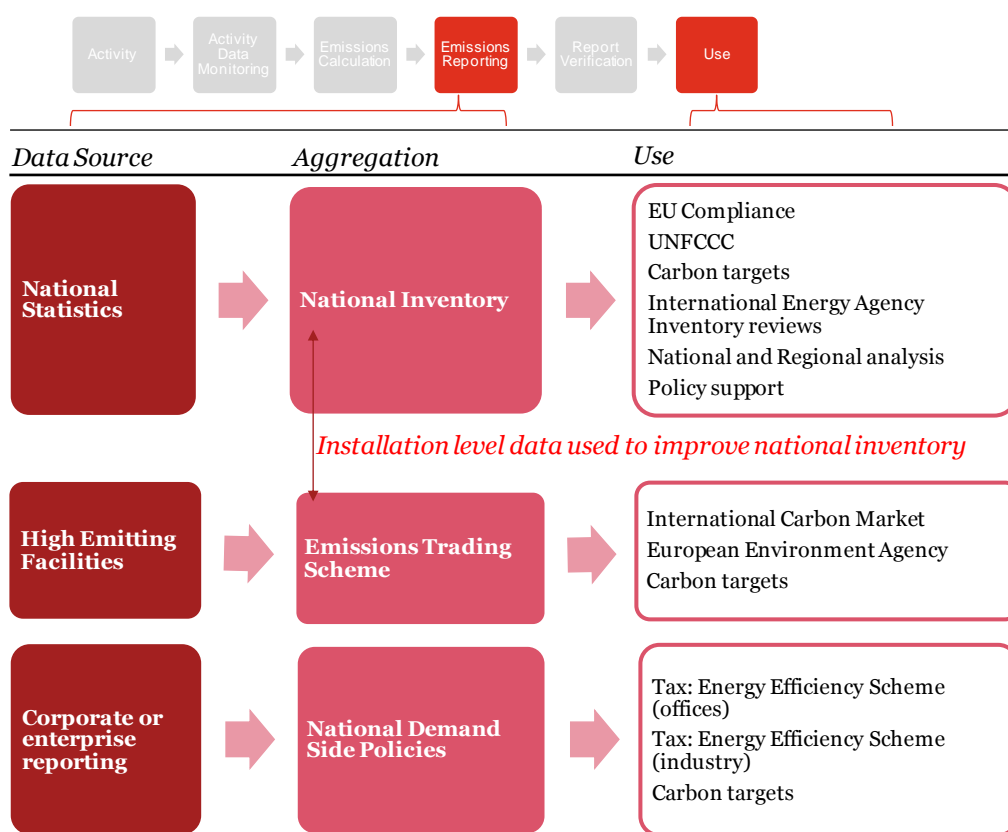 Activity
Activity
Data
Monitoring
Emissions
Calculation
Emissions
Reporting
Report
Verification
Use
Data Source
Aggregation
Use
National
Statistics
National Inventory
EU Compliance
UNFCCC
Carbon targets
International Energy Agency
Inventory reviews
National and Regional analysis
Policy support
Installation level data used to improve national inventory
High Emitting
Facilities
Emissions Trading
Scheme
International Carbon Market
European Environment Agency
Carbon targets
Corporate or
enterprise
reporting
National Demand
Side Policies
Tax: Energy Efficiency Scheme
(offices)
Tax: Energy Efficiency Scheme
(industry)
Carbon targets